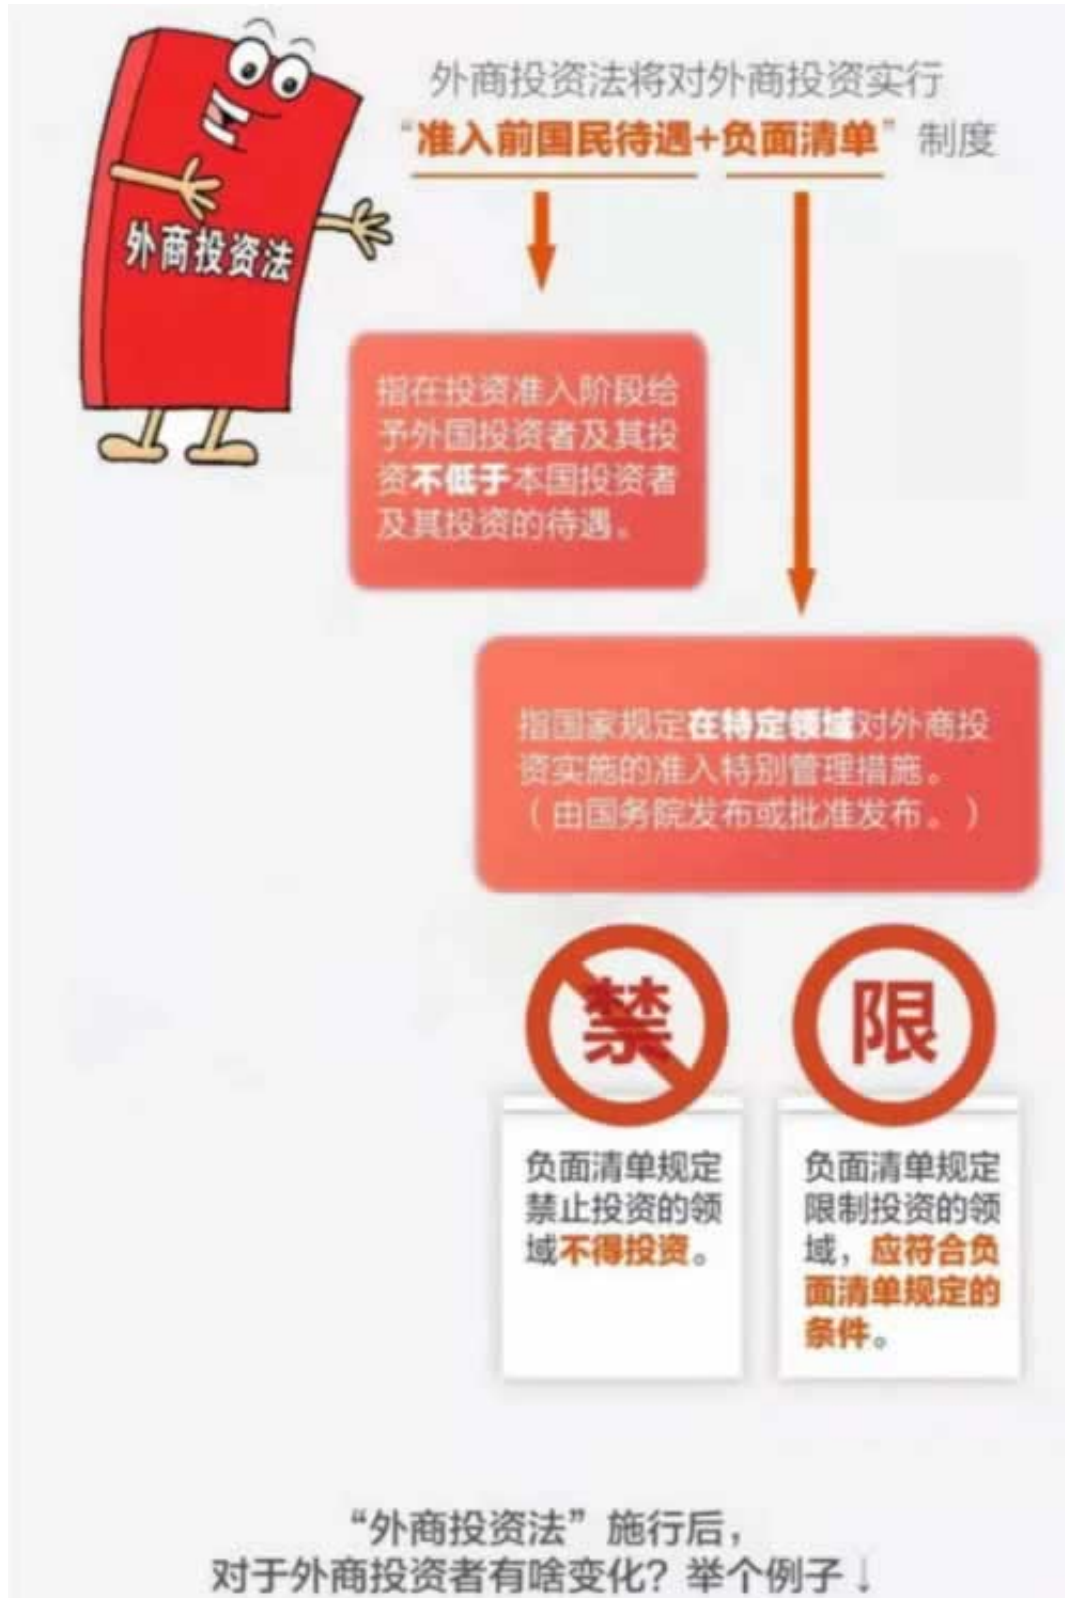 外商投资法将对外商投资实行
“准入前国民待遇+负面清单”制度
外商投资法
指在投资准入阶段给
予外国投资者及其投
资不低于本国投资者
及其投资的待遇。
指国家规定在特定领域对外商投
资实施的准入特别管理措施。
（由国务院发布或批准发布。）
禁
负面清单规定
禁止投资的领
域不得投资。
限
负面清单规定
限制投资的领
域，应符合负
面清单规定的
条件。
“外商投资法”施行后，
对于外商投资者有啥变化？举个例子↓